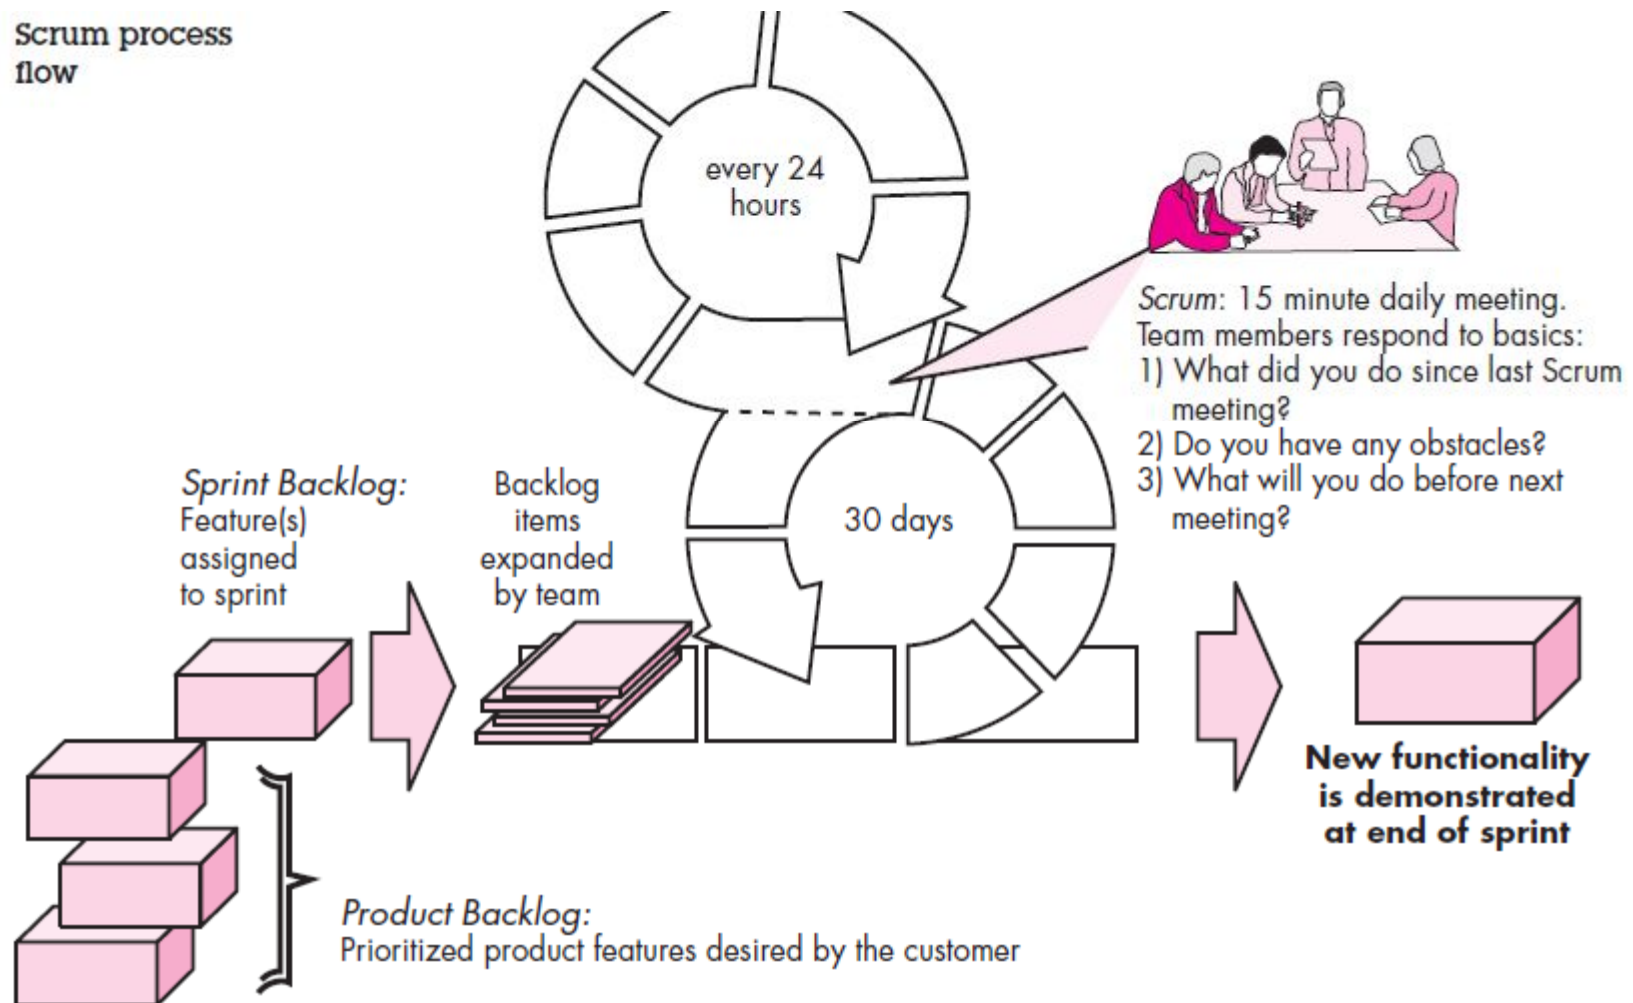 Scrum process
flow
every 24
hours
Scrum: 15 minute daily meeting.
Team members respond to basics:
1) What did you do since last Scrum
meeting?
2) Do you have any obstacles?
3) What will you do before next
meeting?
Sprint Backlog:
Feature(s)
assigned
to sprint
Backlog
items
expanded
by team
30 days
New functionality
is demonstrated
at end of sprint
Product Backlog:
Prioritized product features desired by the customer